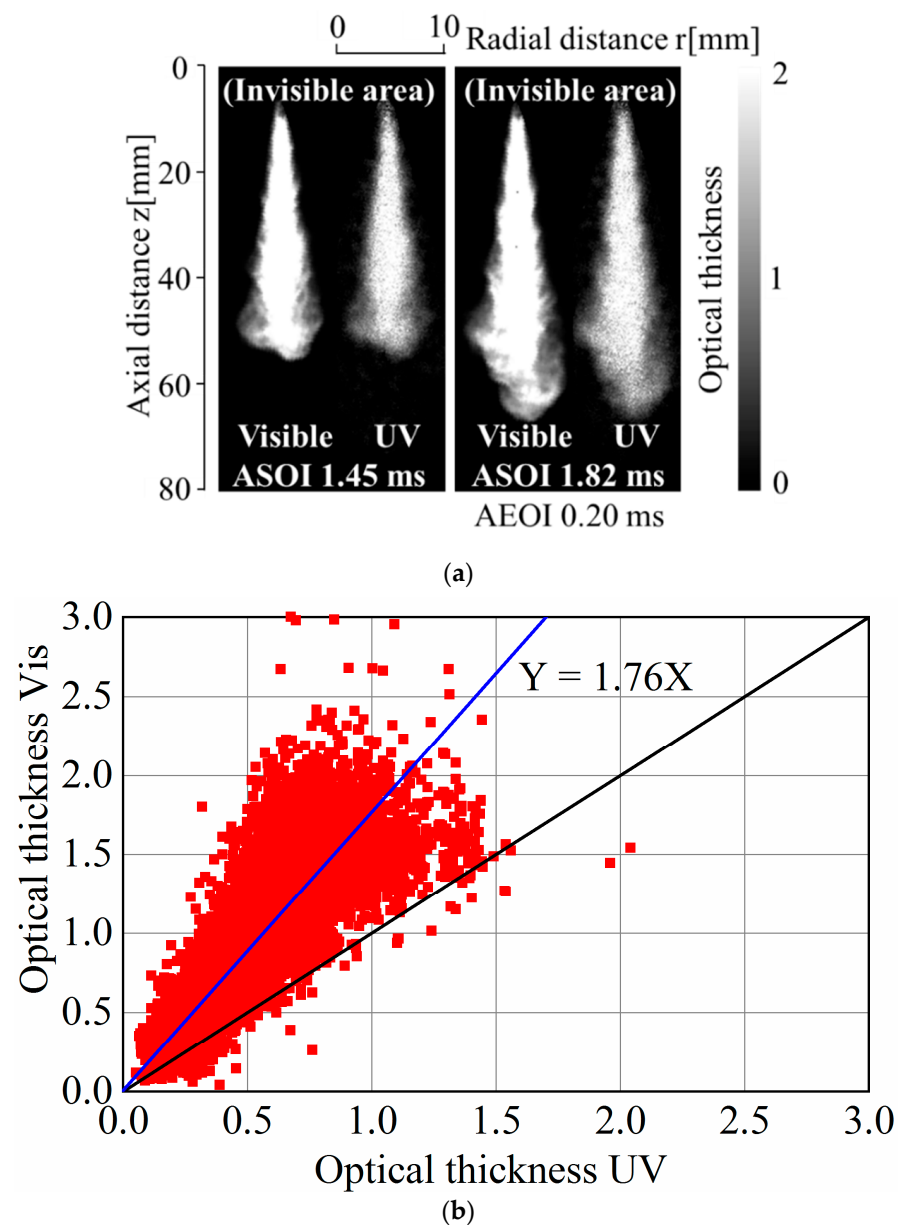 0 10 Radial distance r[mm]
0 (Invisible area) (Invisible area) 2
20
40 1
60
80 0
Axial distance z[mm]
Optical thickness
Visible UV Visible UV
ASOI 1.45 ms ASOI 1.82 ms
AEOI 0.20 ms
(a)
3.0
2.5
2.0
1.5
1.0
0.5
0.0
Optical thickness Vis
Y = 1.76X
0.0 0.5 1.0 1.5 2.0 2.5 3.0
Optical thickness UV
(b)